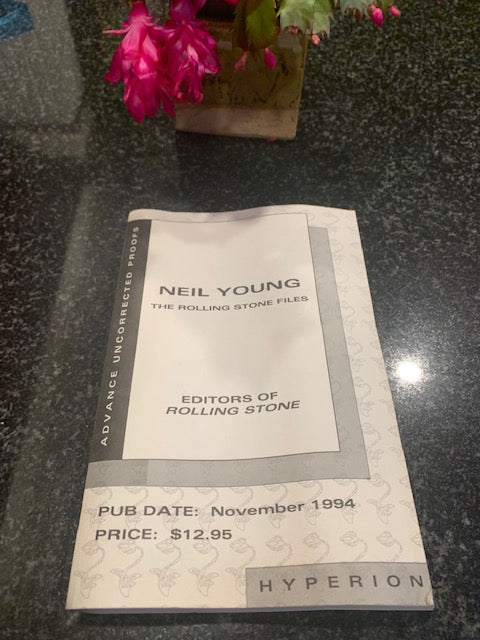 ADVANCE UNCORRECTED PROOFS
NEIL YOUNG
THE ROLLING STONE FILES
EDITORS OF
ROLLING STONE
PUB DATE: November 1994
PRICE: $12.95
HYPERION